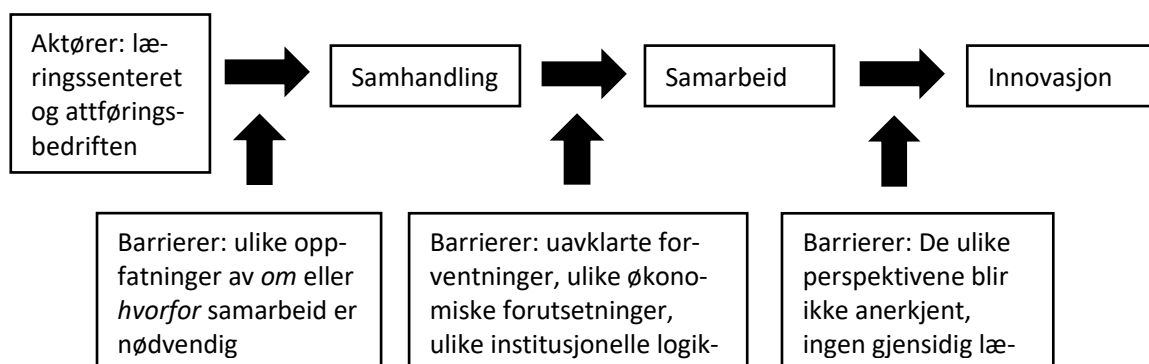 Aktører: læ-
ringssenteret
og attførings-
bedriften
Samhandling
Samarbeid
Innovasjon
Barrierer: ulike opp-
fatninger av om eller
hvorfor samarbeid er
nødvendig
Barrierer: uavklarte for-
ventninger, ulike økono-
miske forutsetninger,
ulike institusjonelle logik-
Barrierer: De ulike
perspektivene blir
ikke anerkjent,
ingen gjensidig læ-